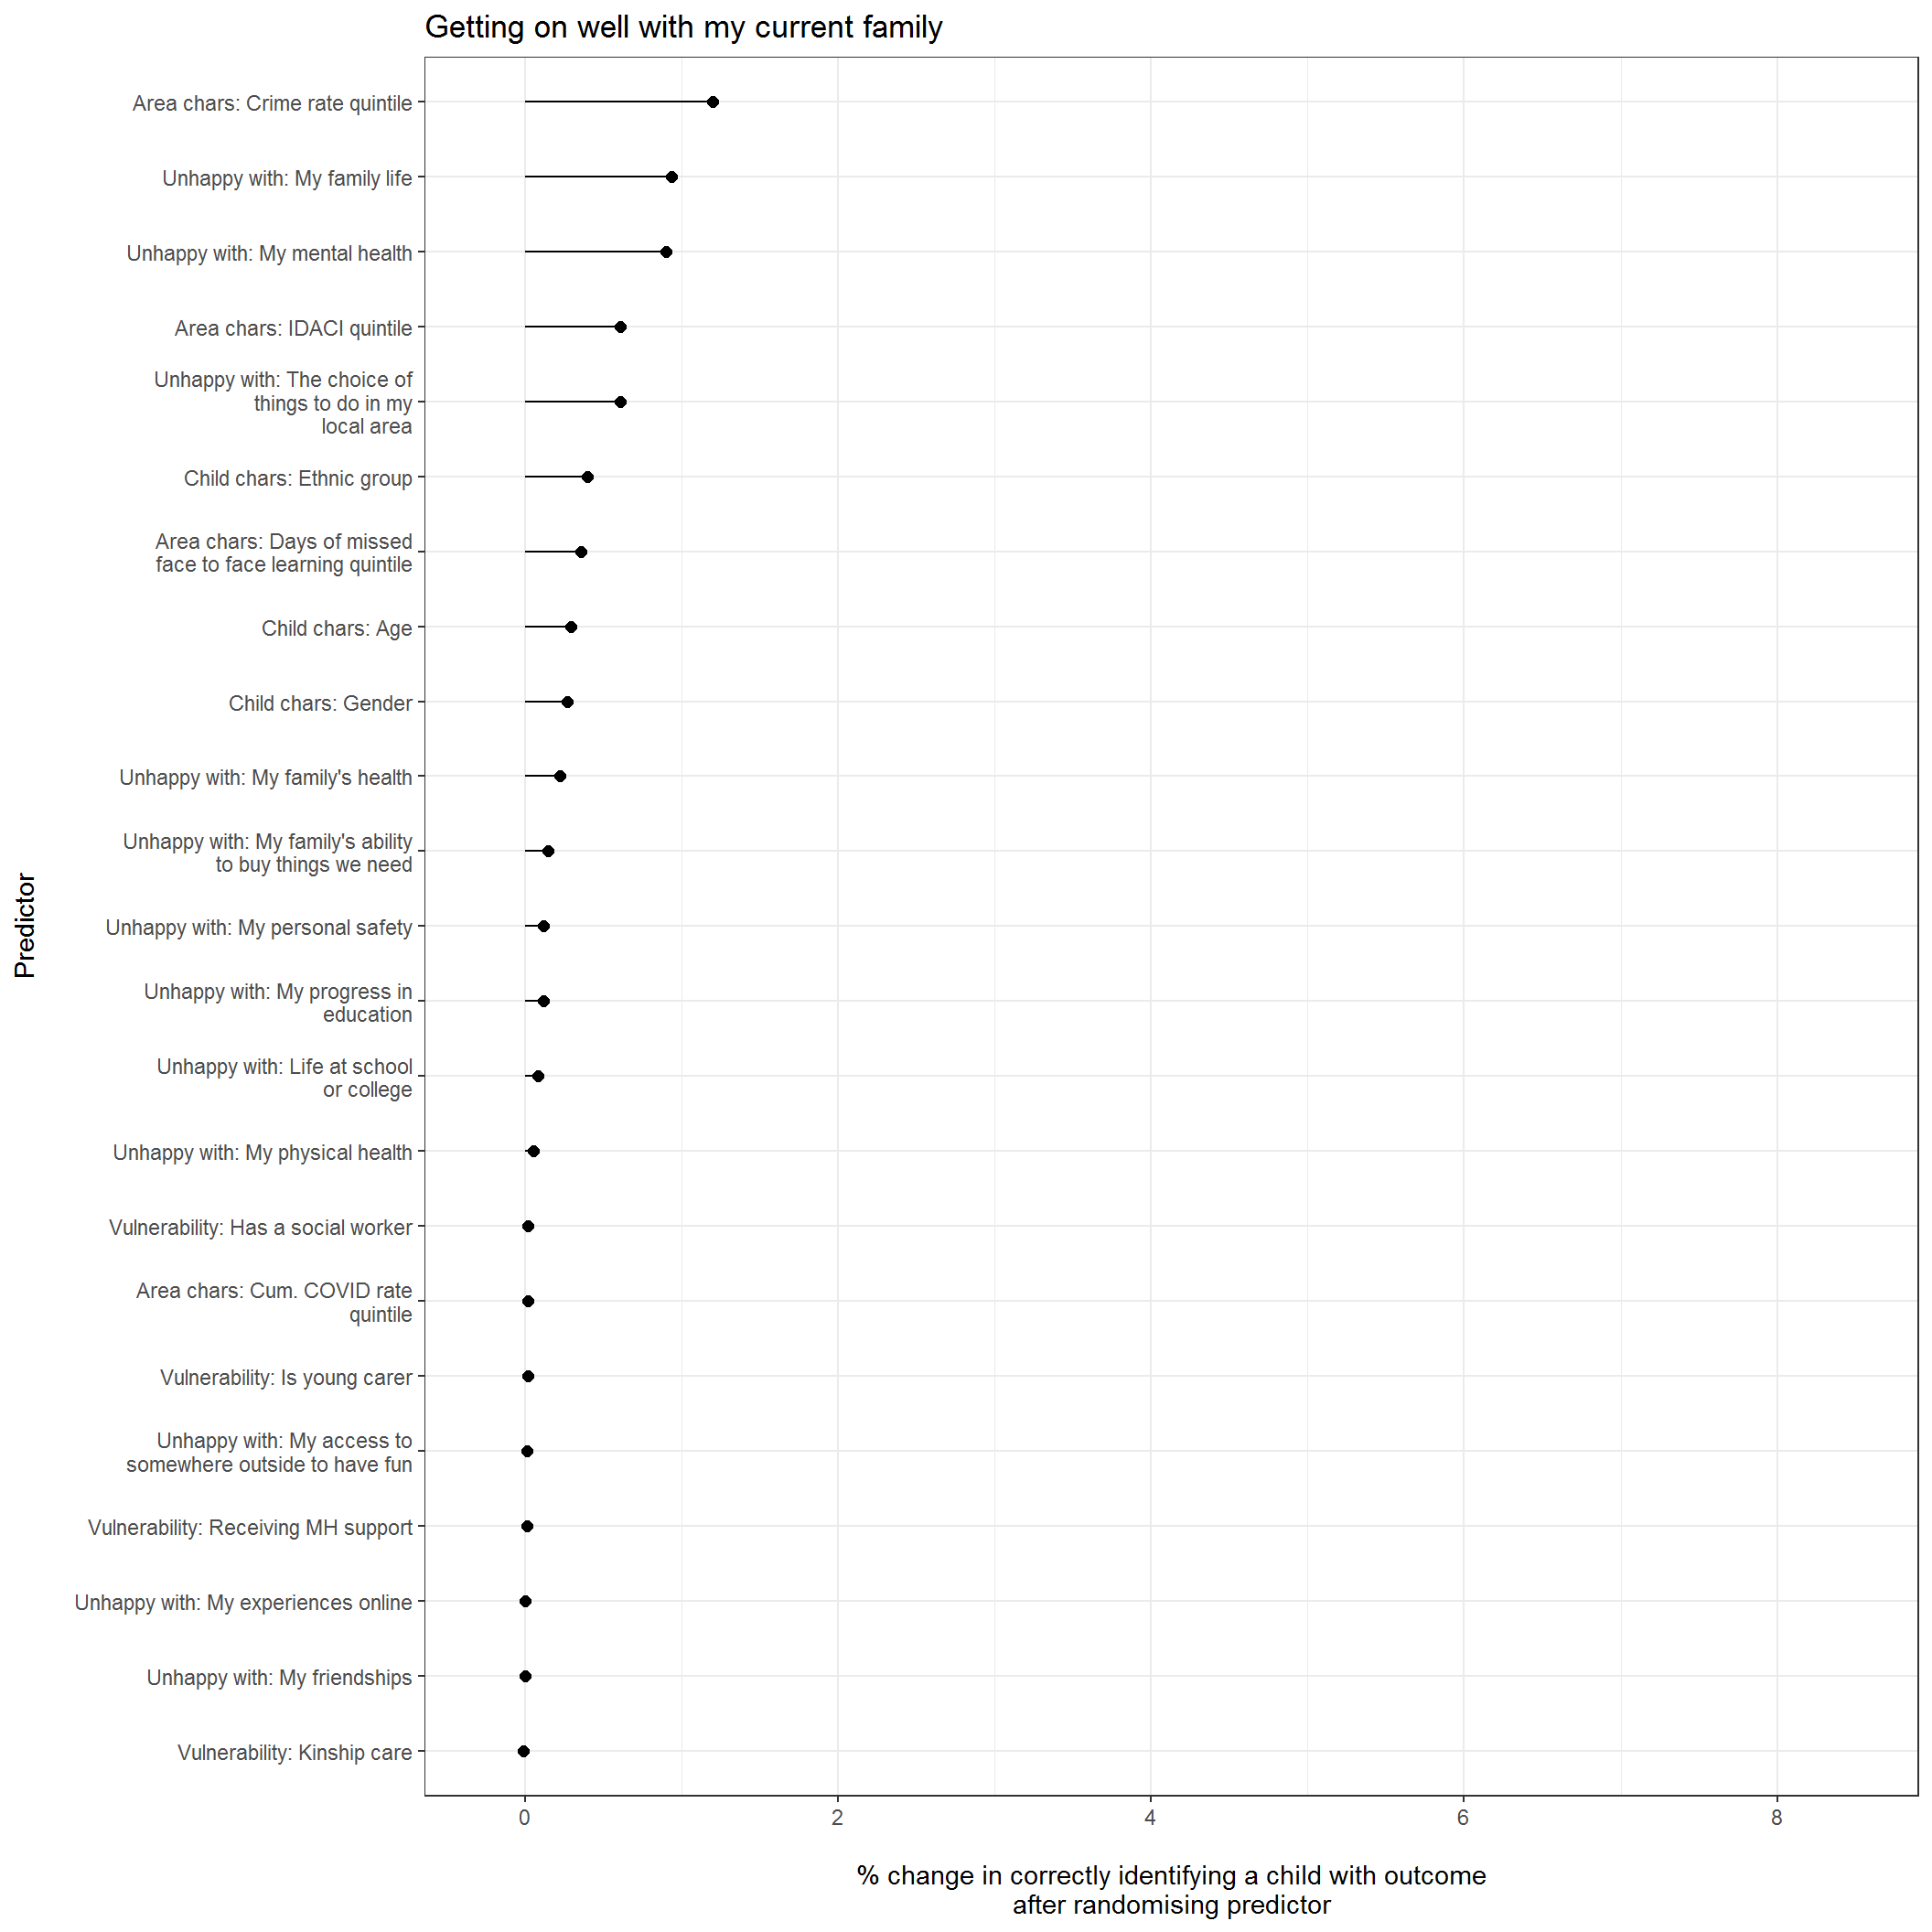 Getting on well with my current family
Area chars: Crime rate quintile
Unhappy with: My family life
Unhappy with: My mental health
Area chars: IDACI quintile
Unhappy with: The choice of
things to do in my
local area
Child chars: Ethnic group
Area chars: Days of missed
face to face learning quintile
Child chars: Age
Child chars: Gender
Unhappy with: My family's health
Unhappy with: My family's ability
to buy things we need
Unhappy with: My personal safety
Unhappy with: My progress in
education
Unhappy with: Life at school
or college
Unhappy with: My physical health
Vulnerability: Has a social worker
Area chars: Cum. COVID rate
quintile
Vulnerability: Is young carer
Unhappy with: My access to
somewhere outside to have fun
Vulnerability: Receiving MH support
Unhappy with: My experiences online
Unhappy with: My friendships
Vulnerability: Kinship care
Predictor
0 2 4 6 8
% change in correctly identifying a child with outcome
after randomising predictor